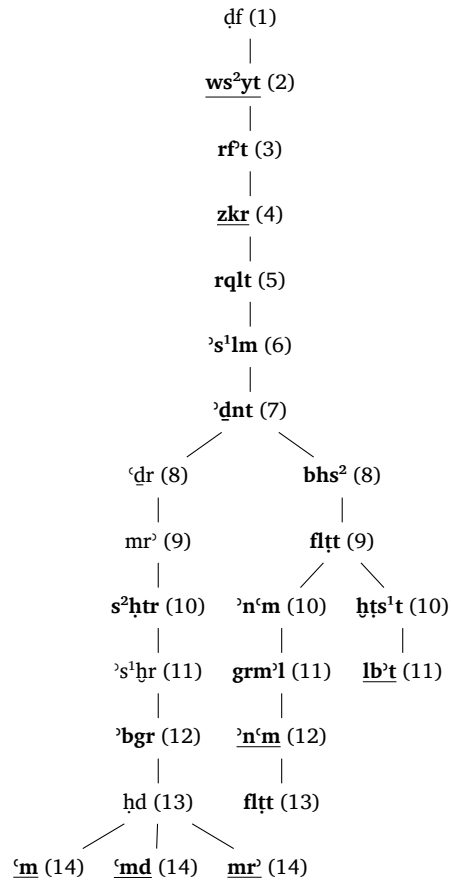 ḍf (1)
ws²yt (2)
rfʾt (3)
zkr (4)
rqlt (5)
ʾs¹lm (6)
ʾḏnt (7)
ʿḏr (8) bhs² (8)
mrʾ (9) flṭt (9)
s²ḥtr (10) ʾnʿm (10) ḫṭs¹t (10)
ʾs¹ḫr (11) grmʾl (11) lbʾt (11)
ʾbgr (12) ʾnʿm (12)
ḥd (13) flṭt (13)
ʿm (14) ʿmd (14) mrʾ (14)